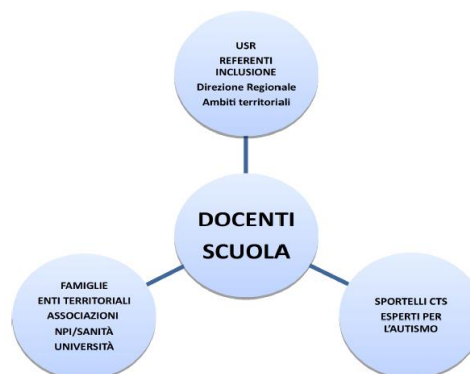 USR
REFERENTI
INCLUSIONE
Direzione Regionale
Ambiti territoriali
DOCENTI
SCUOLA
FAMIGLIE
ENTI TERRITORIALI
ASSOCIAZIONI
NPI/SANITÀ
UNIVERSITÀ
SPORTELLI CTS
ESPERTI PER
L'AUTISMO